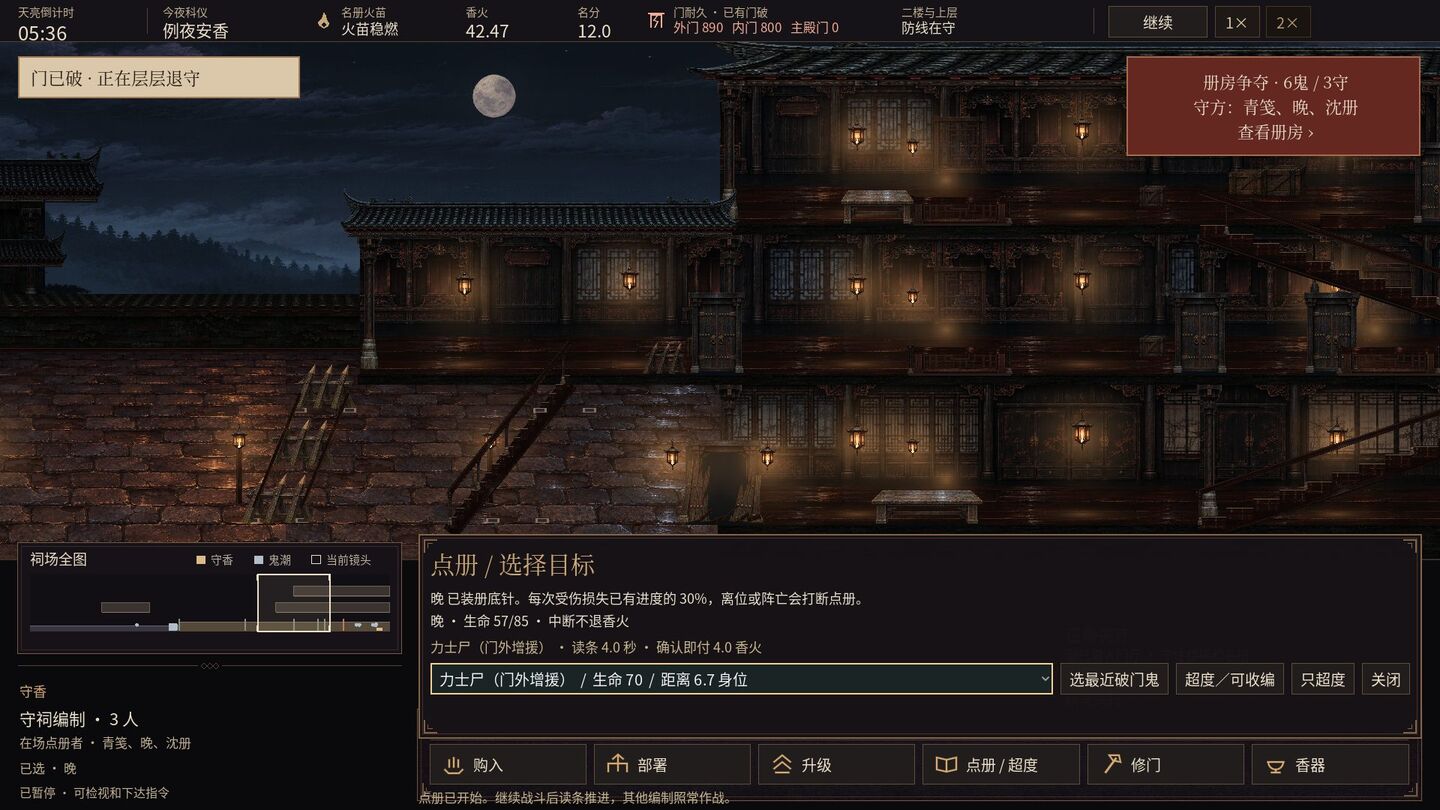 天亮倒计时
05:36
今夜科仪
例夜安香
名册火苗
火苗稳燃
香火
42.47
名分
12.0
门耐久 · 已有门破
外门 890 内门 800 主殿门 0
二楼与上层
防线在守
继续
1×
2×
门已破 · 正在层层退守
册房争夺 · 6鬼 / 3守
守方：青笺、晚、沈册
查看册房 ›
祠场全图
守香
鬼潮
当前镜头
守香
守祠编制 · 3 人
在场点册者 · 青笺、晚、沈册
已选 · 晚
已暂停 · 可检视和下达指令
点册 / 选择目标
晚 已装册底针。每次受伤损失已有进度的 30%，离位或阵亡会打断点册。
晚 · 生命 57/85 · 中断不退香火
力士尸（门外增援） · 读条 4.0 秒 · 确认即付 4.0 香火
力士尸（门外增援） / 生命 70 / 距离 6.7 身位
选最近破门鬼
超度／可收编
只超度
关闭
购入
部署
升级
点册 / 超度
修门
香器
点册已开始。继续战斗后读条推进，其他编制照常作战。